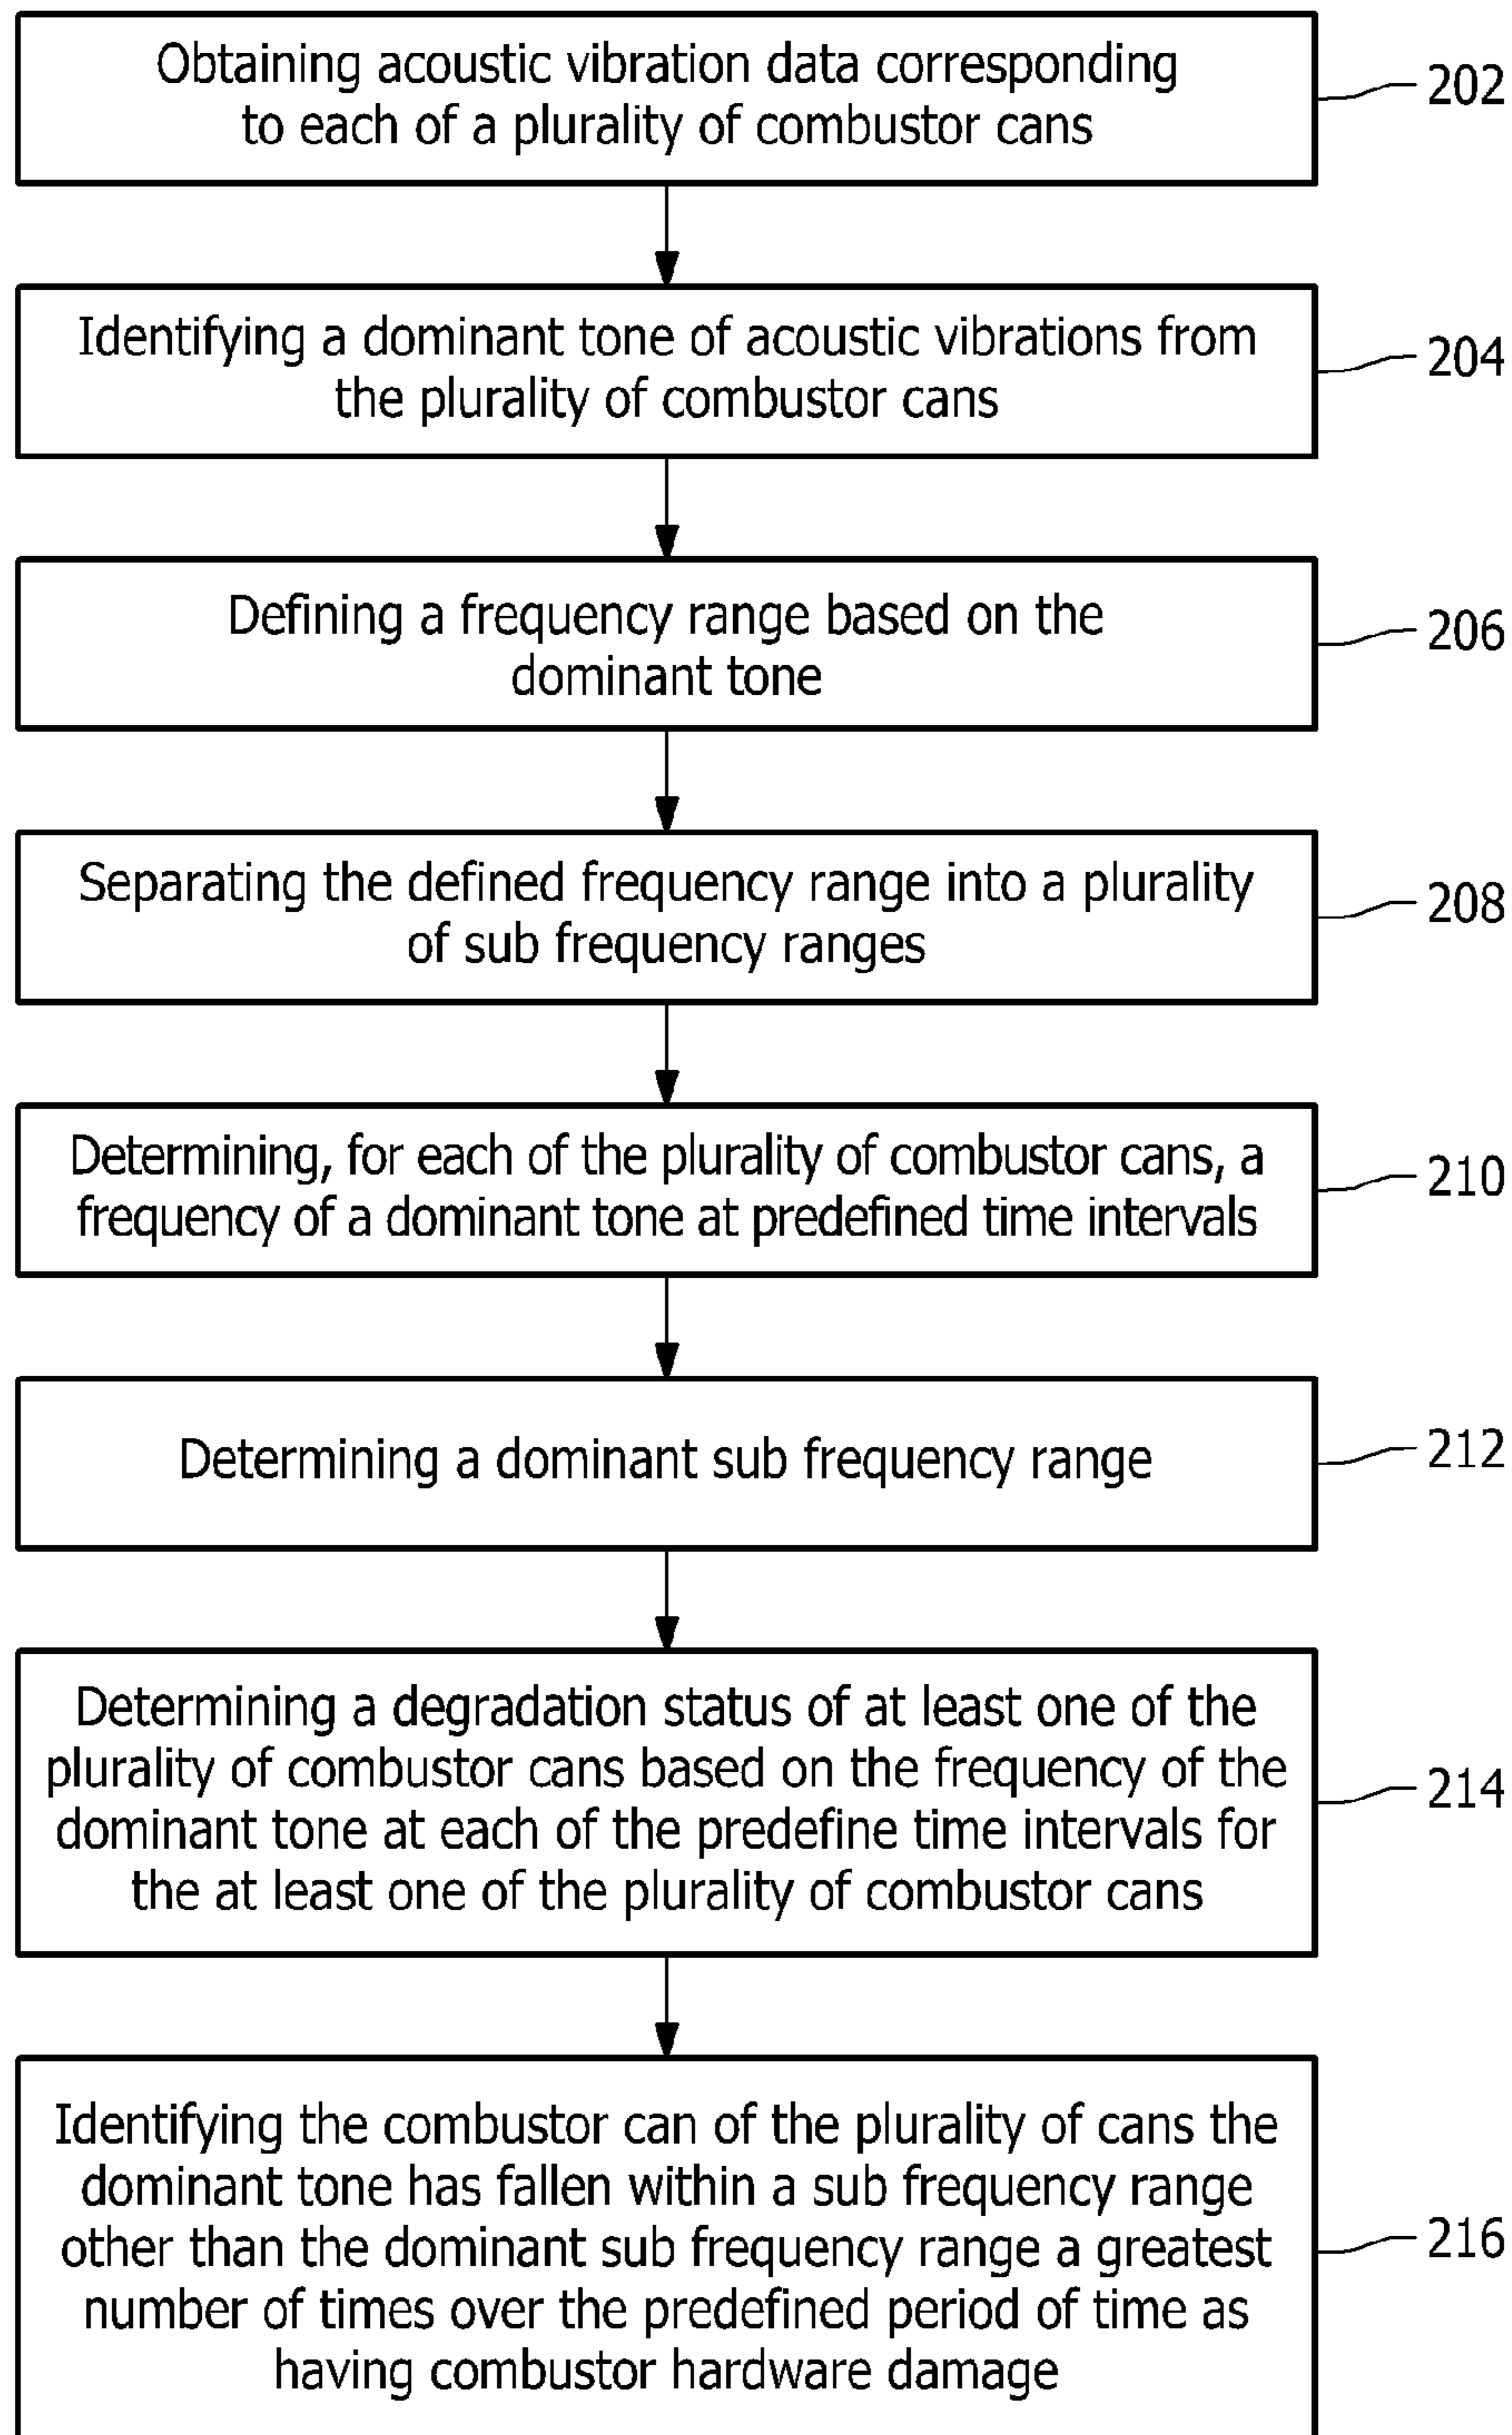 Obtaining acoustic vibration data corresponding
to each of a plurality of combustor cans
202
Identifying a dominant tone of acoustic vibrations from
the plurality of combustor cans
204
Defining a frequency range based on the
dominant tone
206
Separating the defined frequency range into a plurality
of sub frequency ranges
208
Determining, for each of the plurality of combustor cans, a
frequency of a dominant tone at predefined time intervals
210
Determining a dominant sub frequency range
212
Determining a degradation status of at least one of the
plurality of combustor cans based on the frequency of the
dominant tone at each of the predefine time intervals for
the at least one of the plurality of combustor cans
214
Identifying the combustor can of the plurality of cans the
dominant tone has fallen within a sub frequency range
other than the dominant sub frequency range a greatest
number of times over the predefined period of time as
having combustor hardware damage
216